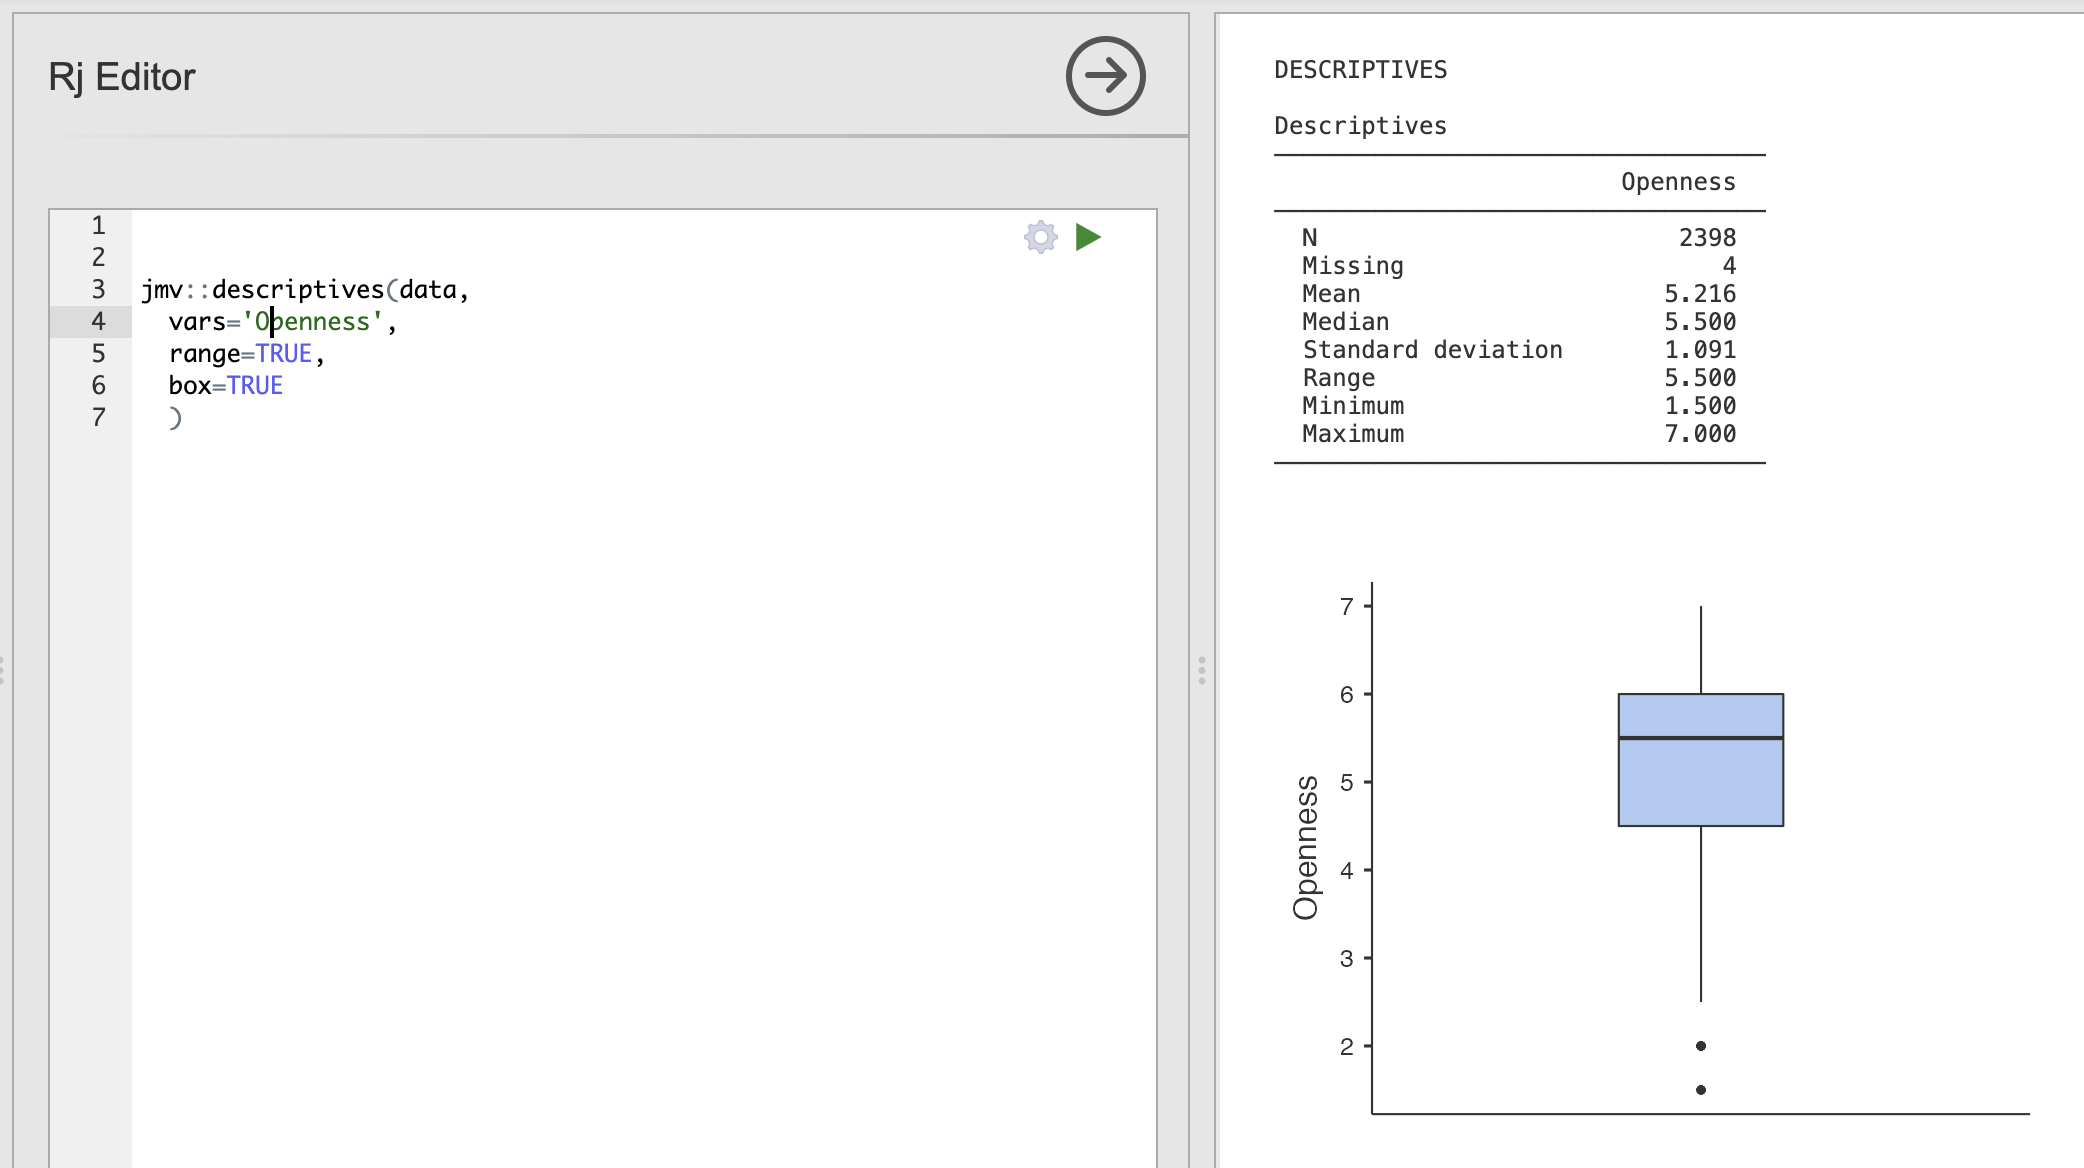 Rj Editor
1
2
3 jmv::descriptives(data,
4 vars='Openness',
5 range=TRUE,
6 box=TRUE
7 )
DESCRIPTIVES
Descriptives
Openness
N 2398
Missing 4
Mean 5.216
Median 5.500
Standard deviation 1.091
Range 5.500
Minimum 1.500
Maximum 7.000
7
6
5
4
3
2
Openness